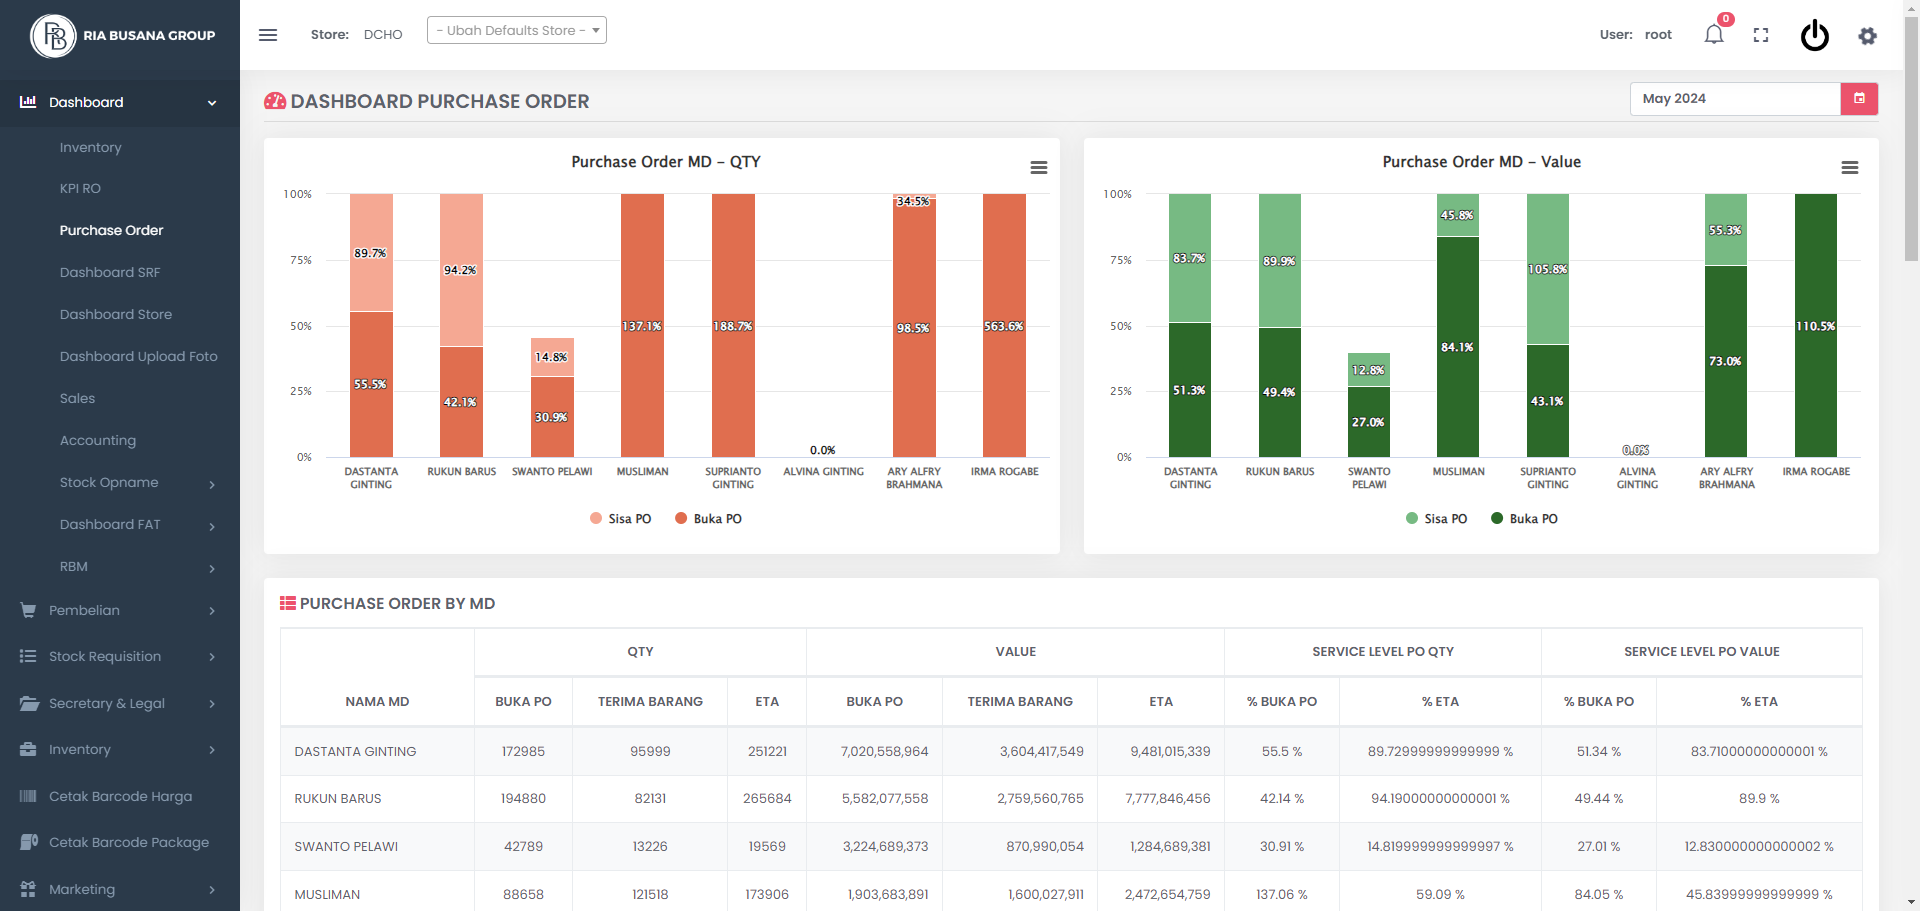 RB RIA BUSANA GROUP
Store: DCHO - Ubah Defaults Store -
User: root 0
Dashboard
Inventory
KPI RO
Purchase Order
Dashboard SRF
Dashboard Store
Dashboard Upload Foto
Sales
Accounting
Stock Opname
Dashboard FAT
RBM
Pembelian
Stock Requisition
Secretary & Legal
Inventory
Cetak Barcode Harga
Cetak Barcode Package
Marketing
DASHBOARD PURCHASE ORDER
May 2024
Purchase Order MD - QTY
100%
75%
50%
25%
0%
89.7%
55.5%
94.2%
42.1%
14.8%
30.9%
137.1%
188.7%
0.0%
34.5%
98.5%
563.6%
DASTANTA GINTING
RUKUN BARUS
SWANTO PELAWI
MUSLIMAN
SUPRIANTO GINTING
ALVINA GINTING
ARY ALFRY BRAHMANA
IRMA ROGABE
Sisa PO Buka PO
Purchase Order MD - Value
100%
75%
50%
25%
0%
83.7%
51.3%
89.9%
49.4%
12.8%
27.0%
45.8%
84.1%
105.8%
43.1%
0.0%
55.3%
73.0%
110.5%
DASTANTA GINTING
RUKUN BARUS
SWANTO PELAWI
MUSLIMAN
SUPRIANTO GINTING
ALVINA GINTING
ARY ALFRY BRAHMANA
IRMA ROGABE
Sisa PO Buka PO
PURCHASE ORDER BY MD
NAMA MD QTY VALUE SERVICE LEVEL PO QTY SERVICE LEVEL PO VALUE
BUKA PO TERIMA BARANG ETA BUKA PO TERIMA BARANG ETA % BUKA PO % ETA % BUKA PO % ETA
DASTANTA GINTING 172985 95999 251221 7,020,558,964 3,604,417,549 9,481,015,339 55.5 % 89.72999999999999 % 51.34 % 83.71000000000001 %
RUKUN BARUS 194880 82131 265684 5,582,077,558 2,759,560,765 7,777,846,456 42.14 % 94.19000000000001 % 49.44 % 89.9 %
SWANTO PELAWI 42789 13226 19569 3,224,689,373 870,990,054 1,284,689,381 30.91 % 14.819999999999997 % 27.01 % 12.830000000000002 %
MUSLIMAN 88658 121518 173906 1,903,683,891 1,600,027,911 2,472,654,759 137.06 % 59.09 % 84.05 % 45.83999999999999 %